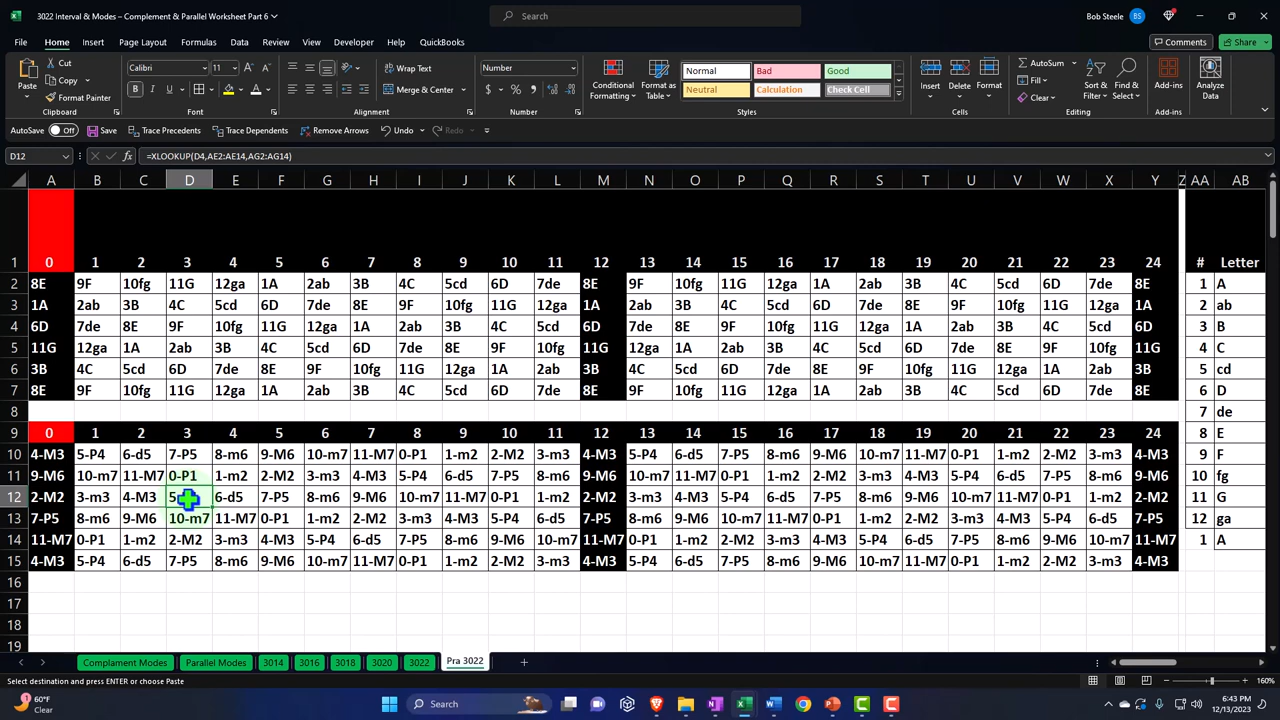 3022 Interval & Modes – Complement & Parallel Worksheet Part 6
Search
Bob Steele BS
File Home Insert Page Layout Formulas Data Review View Developer Automate Help QuickBooks
Comments Share
Paste Cut Copy Format Painter
Calibri 11
Wrap Text
Merge & Center
Number
Conditional Formatting
Format as Table
Normal Bad Good
Neutral Calculation Check Cell
Insert Delete Format
AutoSum
Fill
Clear
Sort & Filter
Find & Select
Add-ins
Analyze Data
Clipboard Font Alignment Number Styles Cells Editing Add-ins
AutoSave Off Save Trace Precedents Trace Dependents Remove Arrows Undo Redo
D12 fx =XLOOKUP(D4,AE2:AE14,AG2:AG14)
A B C D E F G H I J K L M N O P Q R S T U V W X Y Z AA AB
1 0 1 2 3 4 5 6 7 8 9 10 11 12 13 14 15 16 17 18 19 20 21 22 23 24 # Letter
2 8E 9F 10fg 11G 12ga 1A 2ab 3B 4C 5cd 6D 7de 8E 9F 10fg 11G 12ga 1A 2ab 3B 4C 5cd 6D 7de 8E 1 A
3 1A 2ab 3B 4C 5cd 6D 7de 8E 9F 10fg 11G 12ga 1A 2ab 3B 4C 5cd 6D 7de 8E 9F 10fg 11G 12ga 1A 2 ab
4 6D 7de 8E 9F 10fg 11G 12ga 1A 2ab 3B 4C 5cd 6D 7de 8E 9F 10fg 11G 12ga 1A 2ab 3B 4C 5cd 6D 3 B
5 11G 12ga 1A 2ab 3B 4C 5cd 6D 7de 8E 9F 10fg 11G 12ga 1A 2ab 3B 4C 5cd 6D 7de 8E 9F 10fg 11G 4 C
6 3B 4C 5cd 6D 7de 8E 9F 10fg 11G 12ga 1A 2ab 3B 4C 5cd 6D 7de 8E 9F 10fg 11G 12ga 1A 2ab 3B 5 cd
7 8E 9F 10fg 11G 12ga 1A 2ab 3B 4C 5cd 6D 7de 8E 9F 10fg 11G 12ga 1A 2ab 3B 4C 5cd 6D 7de 8E 6 D
8 7 de
9 0 1 2 3 4 5 6 7 8 9 10 11 12 13 14 15 16 17 18 19 20 21 22 23 24 8 E
10 4-M3 5-P4 6-d5 7-P5 8-m6 9-M6 10-m7 11-M7 0-P1 1-m2 2-M2 3-m3 4-M3 5-P4 6-d5 7-P5 8-m6 9-M6 10-m7 11-M7 0-P1 1-m2 2-M2 3-m3 4-M3 9 F
11 9-M6 10-m7 11-M7 0-P1 1-m2 2-M2 3-m3 4-M3 5-P4 6-d5 7-P5 8-m6 9-M6 10-m7 11-M7 0-P1 1-m2 2-M2 3-m3 4-M3 5-P4 6-d5 7-P5 8-m6 9-M6 10 fg
12 2-M2 3-m3 4-M3 5 6-d5 7-P5 8-m6 9-M6 10-m7 11-M7 0-P1 1-m2 2-M2 3-m3 4-M3 5-P4 6-d5 7-P5 8-m6 9-M6 10-m7 11-M7 0-P1 1-m2 2-M2 11 G
13 7-P5 8-m6 9-M6 10-m7 11-M7 0-P1 1-m2 2-M2 3-m3 4-M3 5-P4 6-d5 7-P5 8-m6 9-M6 10-m7 11-M7 0-P1 1-m2 2-M2 3-m3 4-M3 5-P4 6-d5 7-P5 12 ga
14 11-M7 0-P1 1-m2 2-M2 3-m3 4-M3 5-P4 6-d5 7-P5 8-m6 9-M6 10-m7 11-M7 0-P1 1-m2 2-M2 3-m3 4-M3 5-P4 6-d5 7-P5 8-m6 9-M6 10-m7 11-M7 1 A
15 4-M3 5-P4 6-d5 7-P5 8-m6 9-M6 10-m7 11-M7 0-P1 1-m2 2-M2 3-m3 4-M3 5-P4 6-d5 7-P5 8-m6 9-M6 10-m7 11-M7 0-P1 1-m2 2-M2 3-m3 4-M3
16
17
18
19
Complament Modes Parallel Modes 3014 3016 3018 3020 3022 Pra 3022
Select destination and press ENTER or choose Paste
160%
60°F
Clear
Search
6:43 PM
12/13/2023